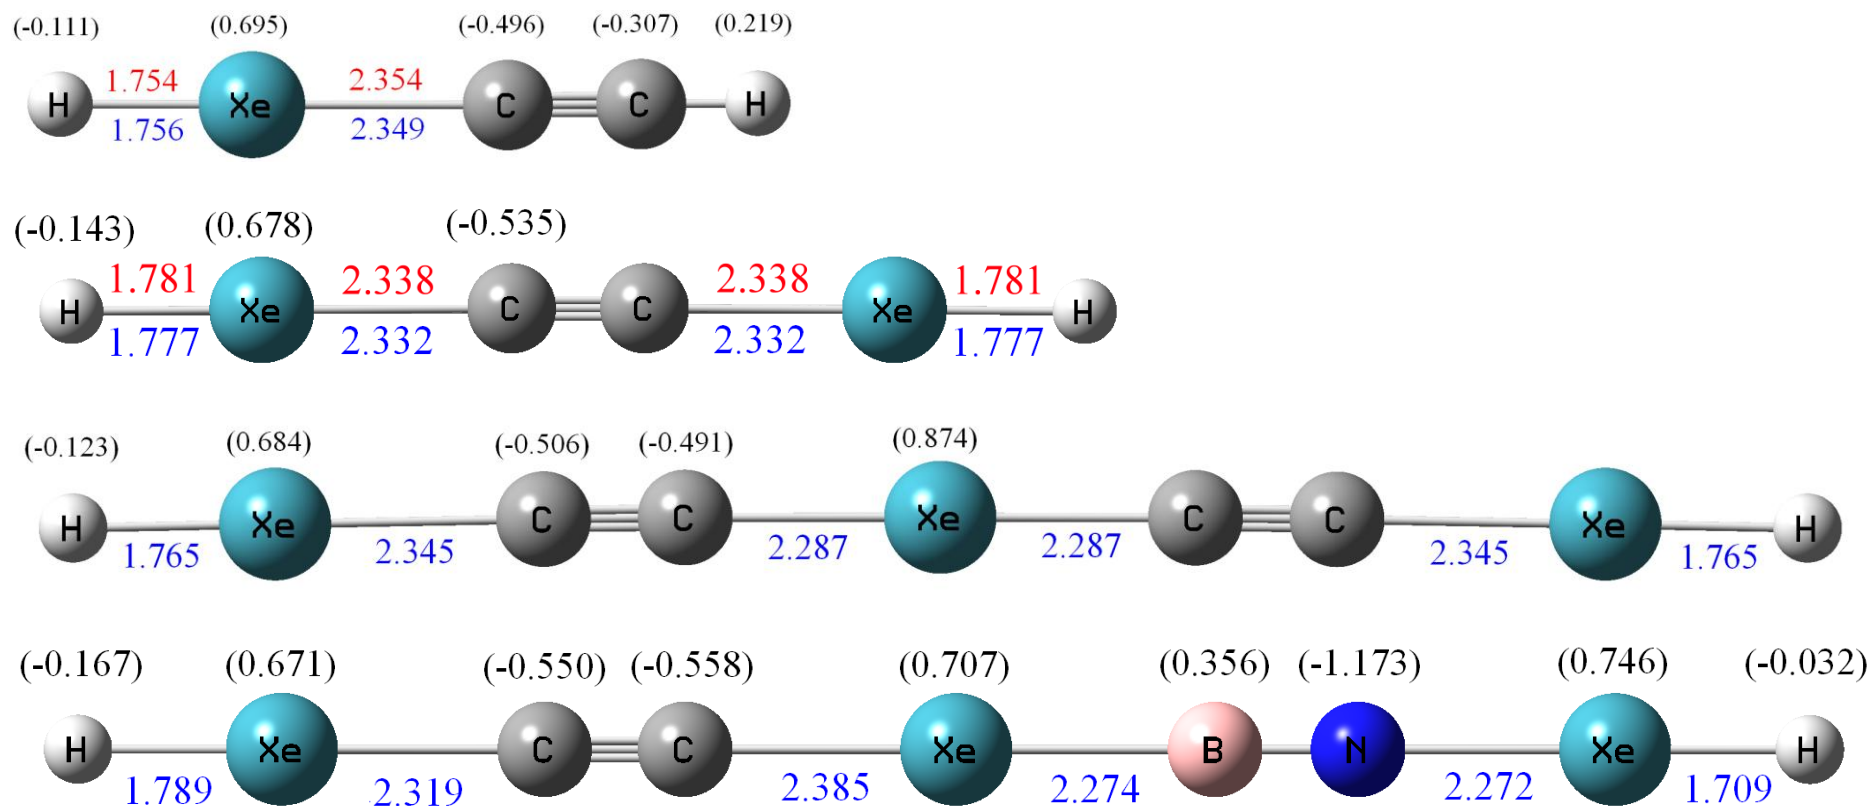 (-0.111) (0.695) (-0.496) (-0.307) (0.219)
1.754 2.354
H Xe C C H
1.756 2.349
(-0.143) (0.678) (-0.535)
1.781 2.338 2.338 1.781
H Xe C C Xe H
1.777 2.332 2.332 1.777
(-0.123) (0.684) (-0.506) (-0.491) (0.874)
H Xe C C Xe C C Xe H
1.765 2.345 2.287 2.287 2.345 1.765
(-0.167) (0.671) (-0.550) (-0.558) (0.707) (0.356) (-1.173) (0.746) (-0.032)
H Xe C C Xe B N Xe H
1.789 2.319 2.385 2.274 2.272 1.709